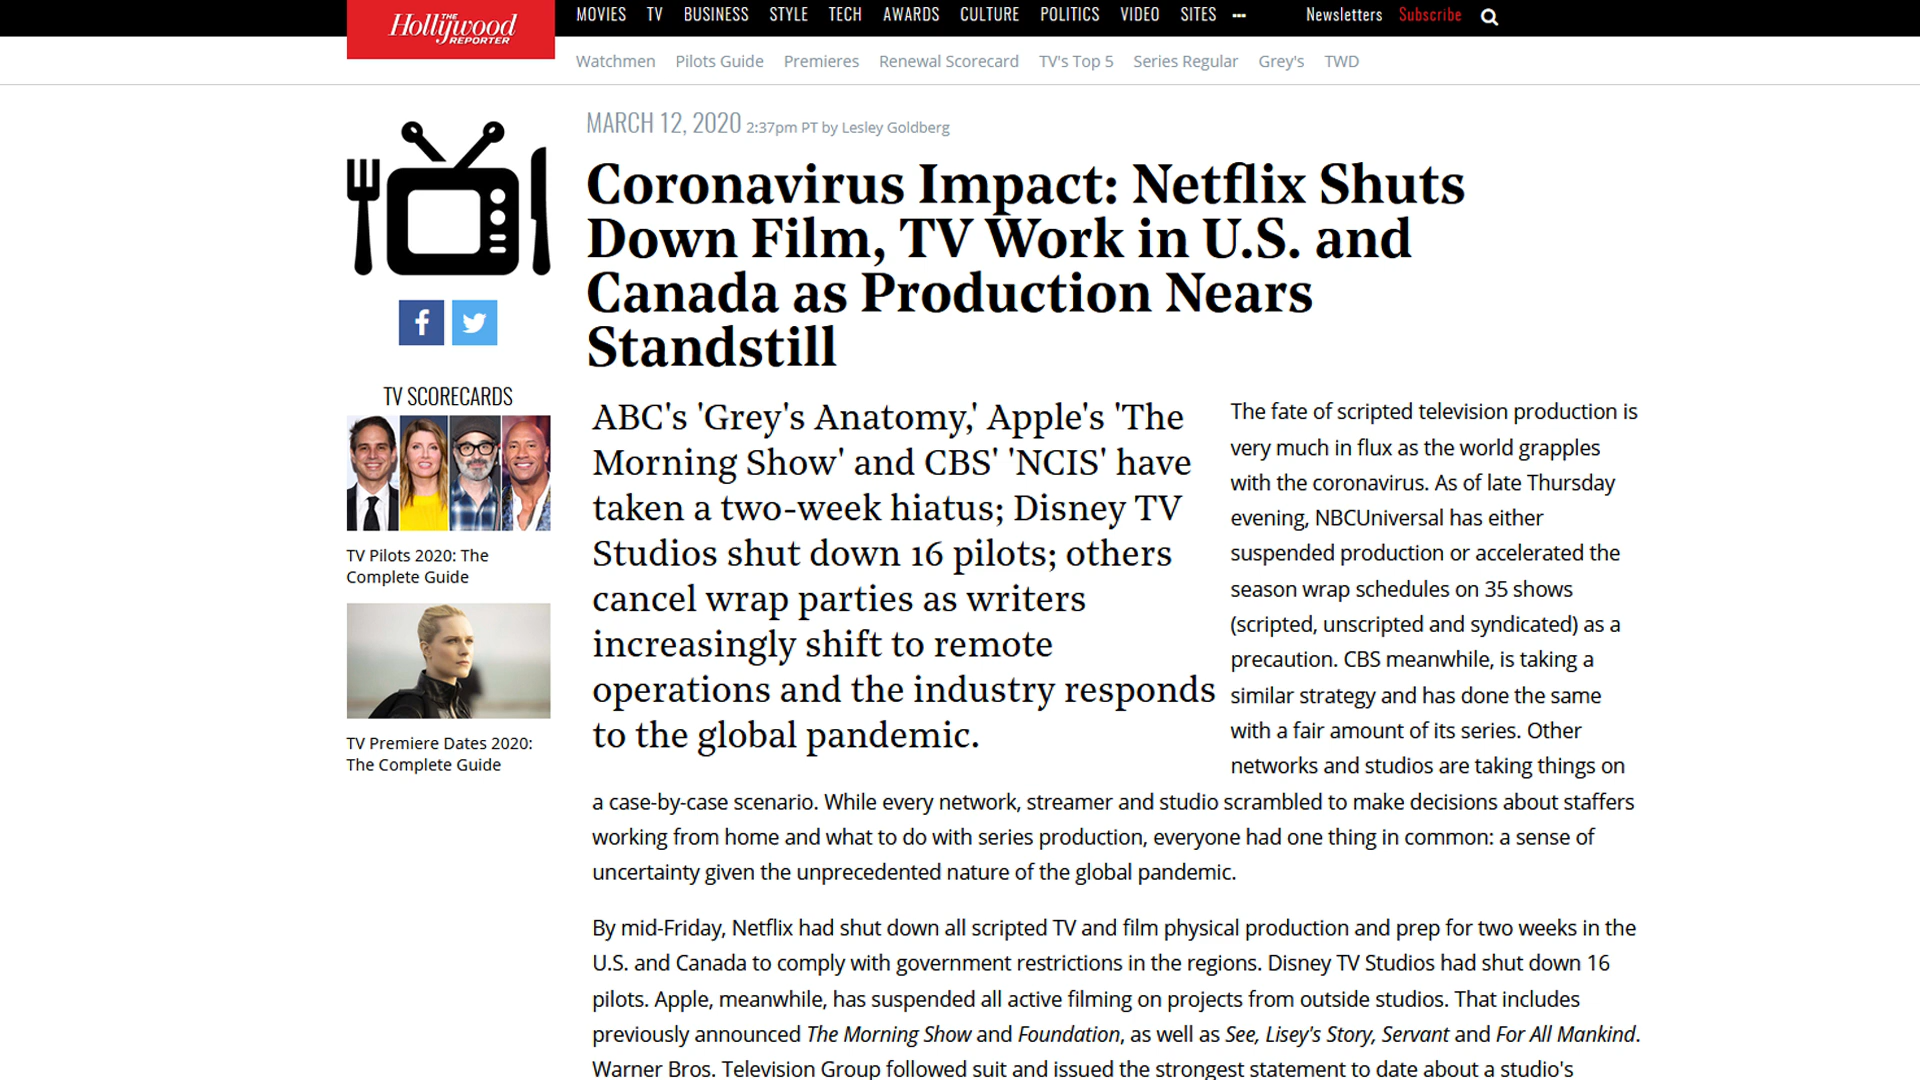 THE
Hollywood
REPORTER
MOVIES TV BUSINESS STYLE TECH AWARDS CULTURE POLITICS VIDEO SITES ••• Newsletters Subscribe
Watchmen Pilots Guide Premieres Renewal Scorecard TV's Top 5 Series Regular Grey's TWD
MARCH 12, 2020 2:37pm PT by Lesley Goldberg
Coronavirus Impact: Netflix Shuts
Down Film, TV Work in U.S. and
Canada as Production Nears
Standstill
f
TV SCORECARDS
TV Pilots 2020: The
Complete Guide
TV Premiere Dates 2020:
The Complete Guide
ABC's 'Grey's Anatomy,' Apple's 'The
Morning Show' and CBS' 'NCIS' have
taken a two-week hiatus; Disney TV
Studios shut down 16 pilots; others
cancel wrap parties as writers
increasingly shift to remote
operations and the industry responds
to the global pandemic.
The fate of scripted television production is
very much in flux as the world grapples
with the coronavirus. As of late Thursday
evening, NBCUniversal has either
suspended production or accelerated the
season wrap schedules on 35 shows
(scripted, unscripted and syndicated) as a
precaution. CBS meanwhile, is taking a
similar strategy and has done the same
with a fair amount of its series. Other
networks and studios are taking things on
a case-by-case scenario. While every network, streamer and studio scrambled to make decisions about staffers
working from home and what to do with series production, everyone had one thing in common: a sense of
uncertainty given the unprecedented nature of the global pandemic.
By mid-Friday, Netflix had shut down all scripted TV and film physical production and prep for two weeks in the
U.S. and Canada to comply with government restrictions in the regions. Disney TV Studios had shut down 16
pilots. Apple, meanwhile, has suspended all active filming on projects from outside studios. That includes
previously announced The Morning Show and Foundation, as well as See, Lisey's Story, Servant and For All Mankind.
Warner Bros. Television Group followed suit and issued the strongest statement to date about a studio's